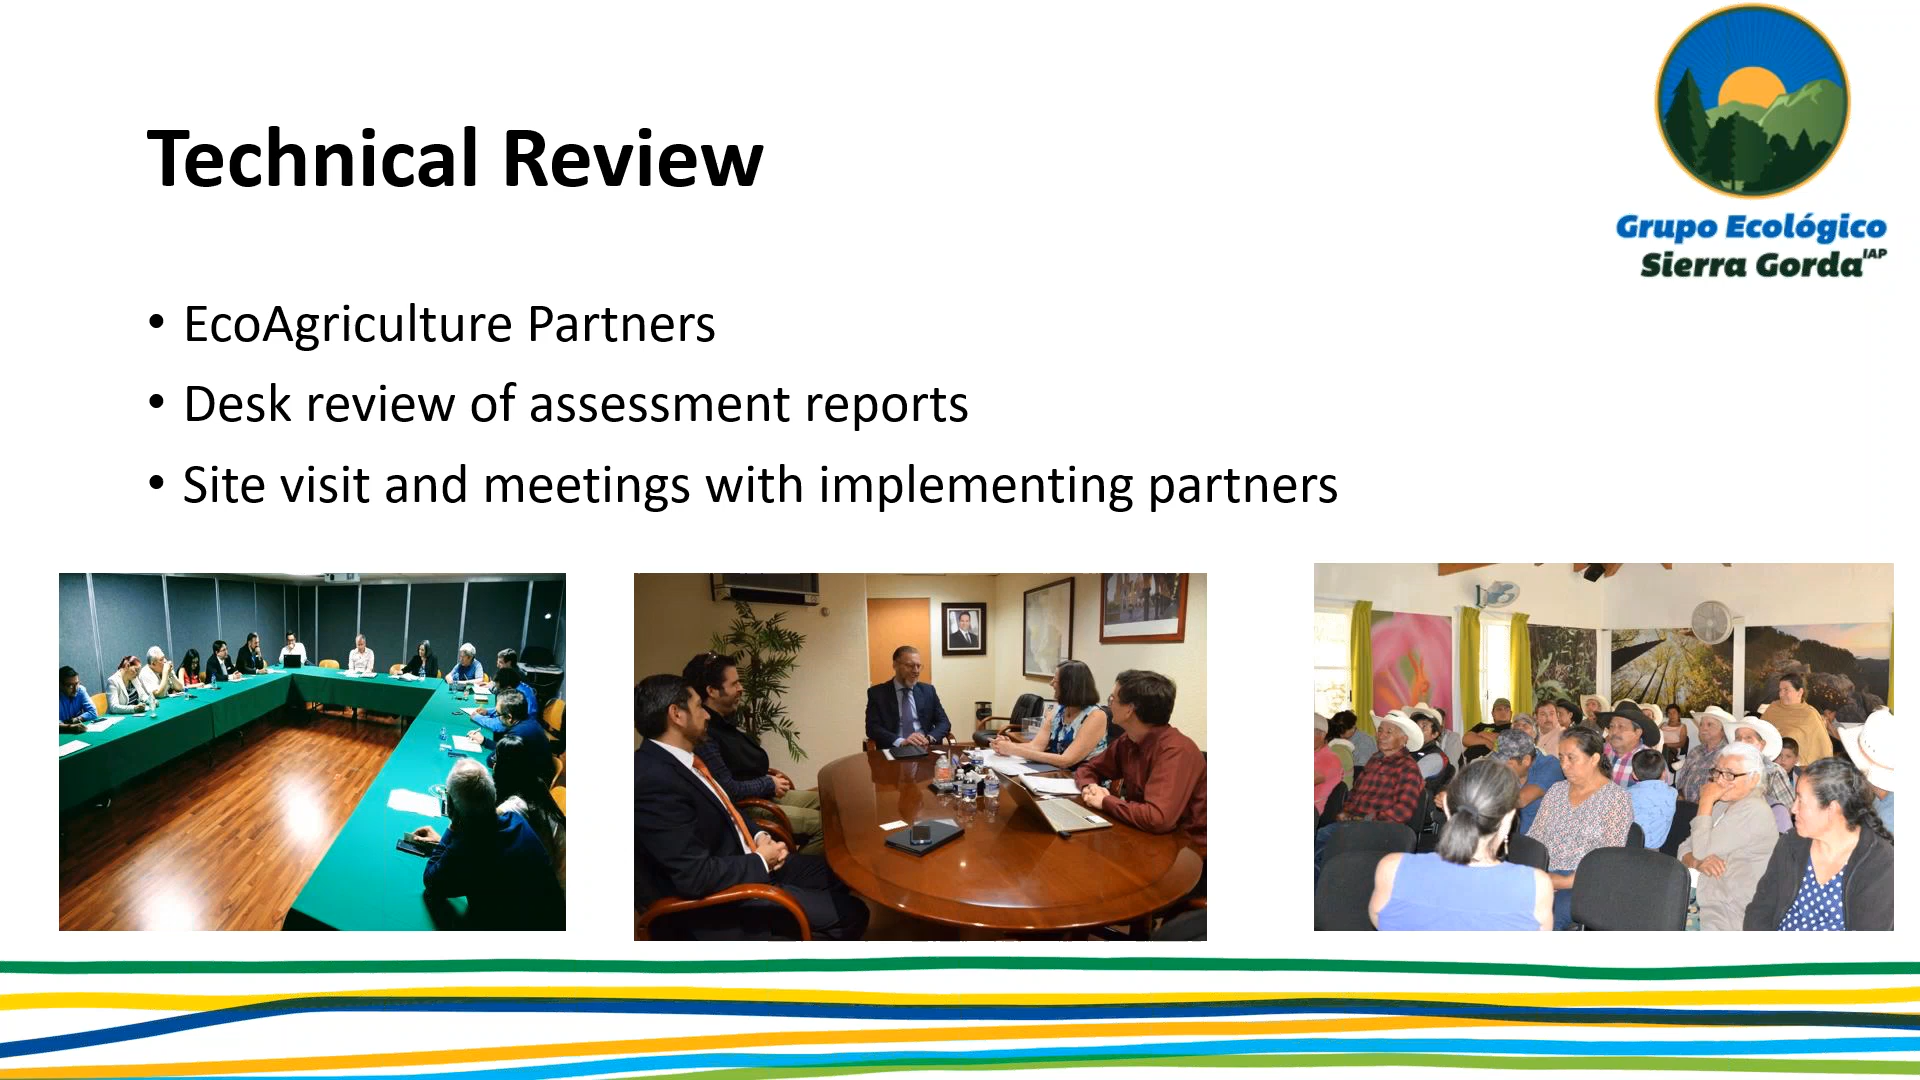 Technical Review
Grupo Ecológico
Sierra Gorda IAP
• EcoAgriculture Partners
• Desk review of assessment reports
• Site visit and meetings with implementing partners